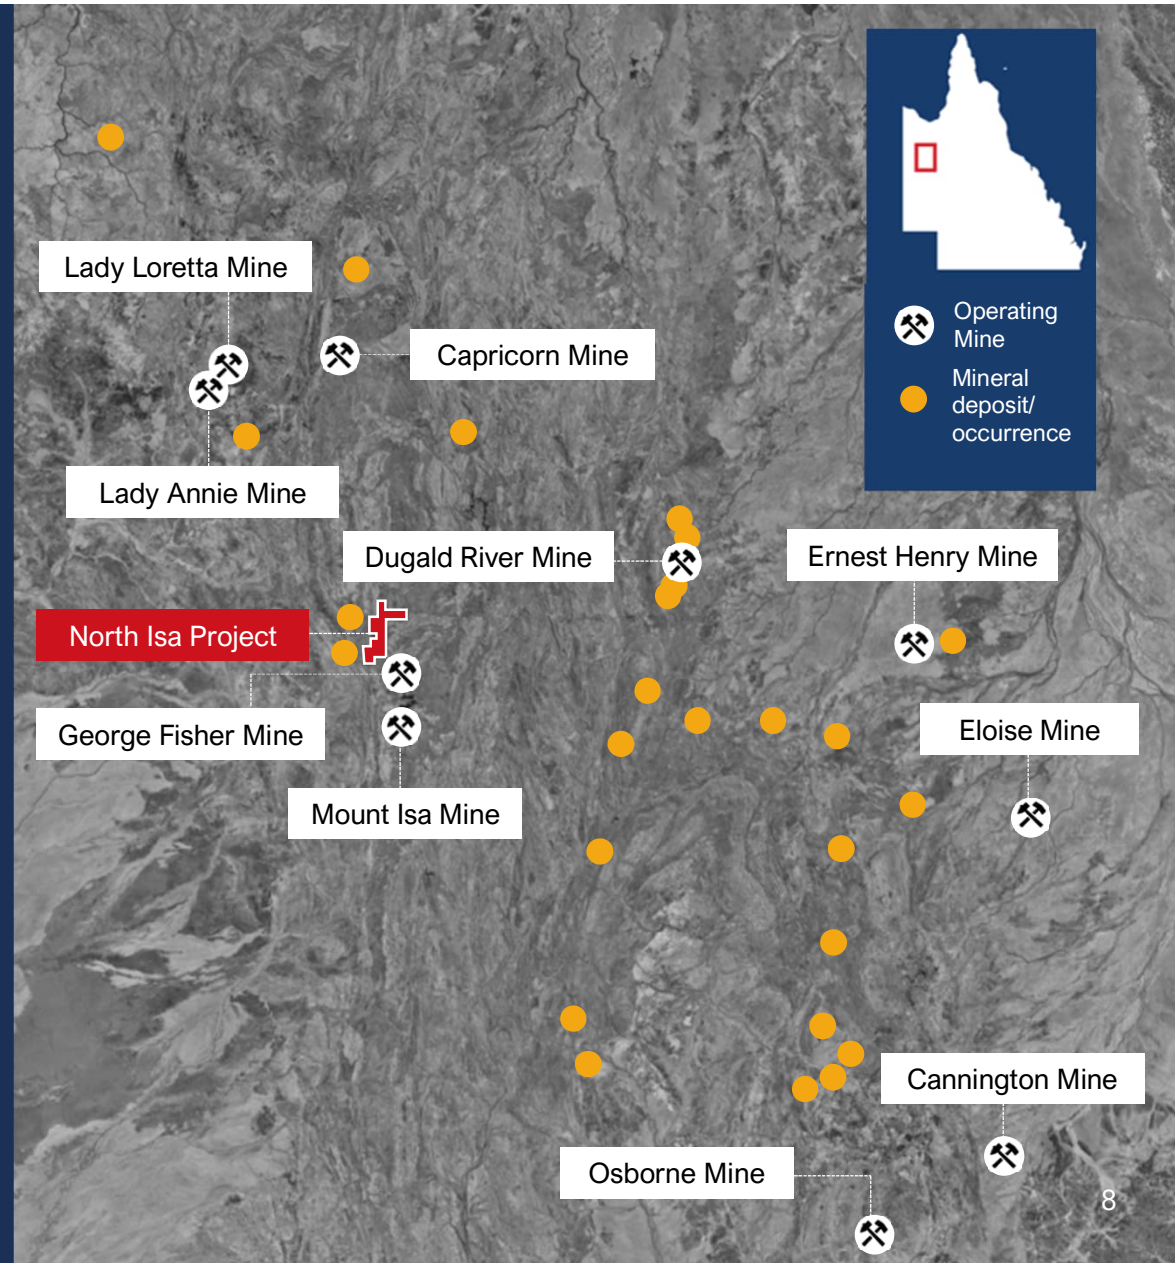 Lady Loretta Mine
Capricorn Mine
Lady Annie Mine
Operating
Mine
Mineral
deposit/
occurrence
Dugald River Mine
Ernest Henry Mine
North Isa Project
George Fisher Mine
Eloise Mine
Mount Isa Mine
Cannington Mine
Osborne Mine
8